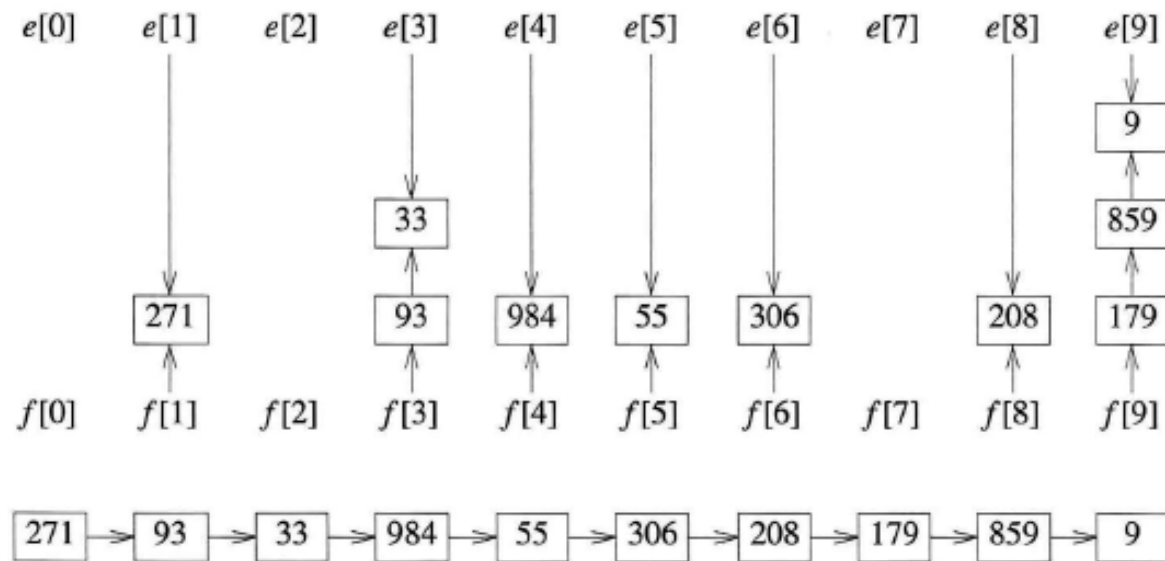 e[0] e[1] e[2] e[3] e[4] e[5] e[6] e[7] e[8] e[9]
9
33 859
271 93 984 55 306 208 179
f[0] f[1] f[2] f[3] f[4] f[5] f[6] f[7] f[8] f[9]
271 93 33 984 55 306 208 179 859 9